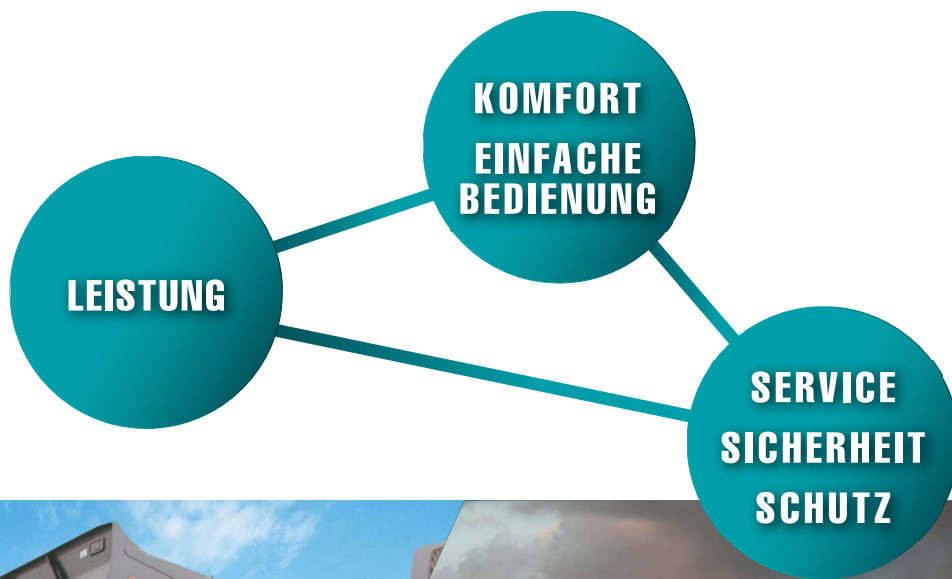 KOMFORT
EINFACHE
BEDIENUNG
LEISTUNG
SERVICE
SICHERHEIT
SCHUTZ